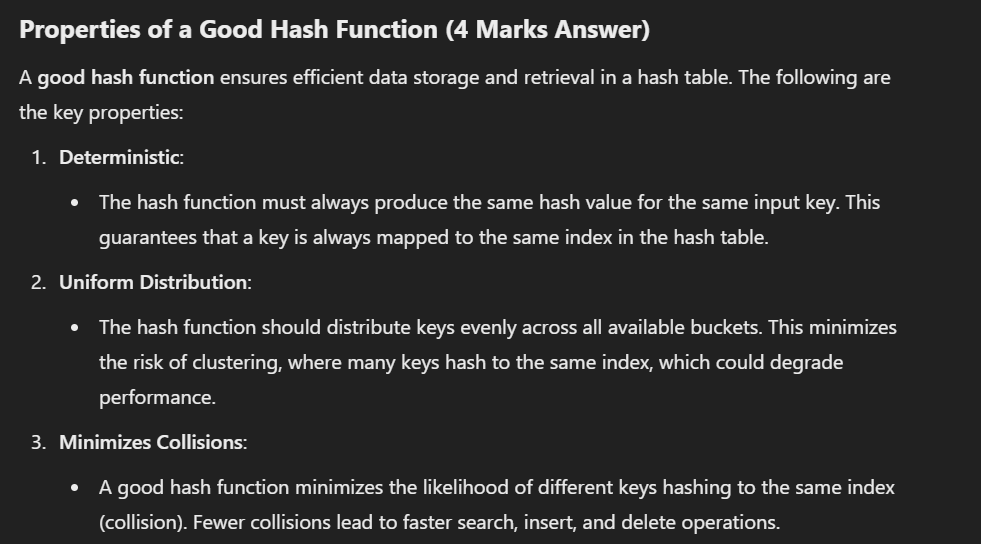 Properties of a Good Hash Function (4 Marks Answer)
A good hash function ensures efficient data storage and retrieval in a hash table. The following are
the key properties:
1. Deterministic:
• The hash function must always produce the same hash value for the same input key. This
guarantees that a key is always mapped to the same index in the hash table.
2. Uniform Distribution:
• The hash function should distribute keys evenly across all available buckets. This minimizes
the risk of clustering, where many keys hash to the same index, which could degrade
performance.
3. Minimizes Collisions:
• A good hash function minimizes the likelihood of different keys hashing to the same index
(collision). Fewer collisions lead to faster search, insert, and delete operations.